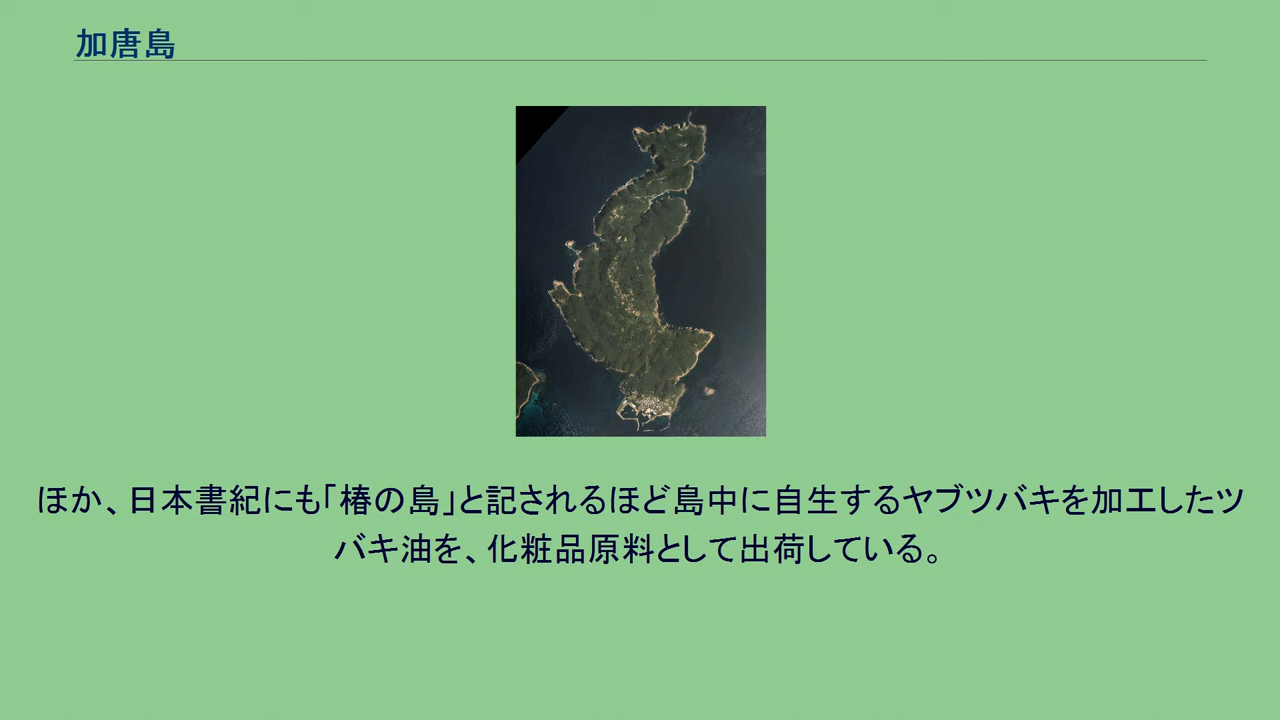 加唐島
ほか、日本書紀にも「椿の島」と記されるほど島中に自生するヤブツバキを加工したツ
バキ油を、化粧品原料として出荷している。